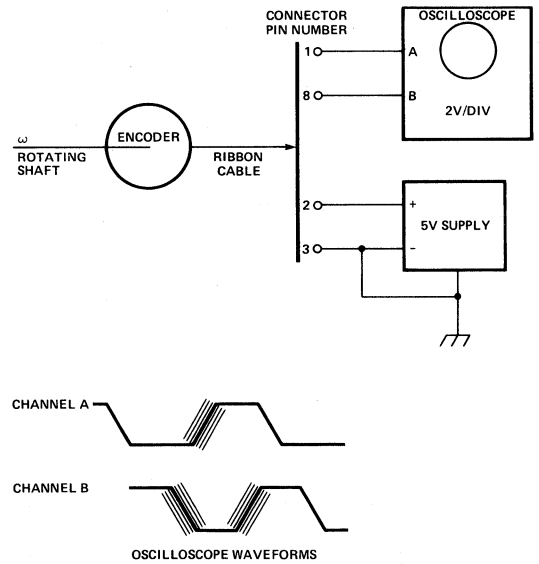 CONNECTOR
PIN NUMBER
OSCILLOSCOPE
1
A
8
B
2V/DIV
ω
ROTATING
SHAFT
ENCODER
RIBBON
CABLE
2
+
5V SUPPLY
3
–
CHANNEL A
CHANNEL B
OSCILLOSCOPE WAVEFORMS